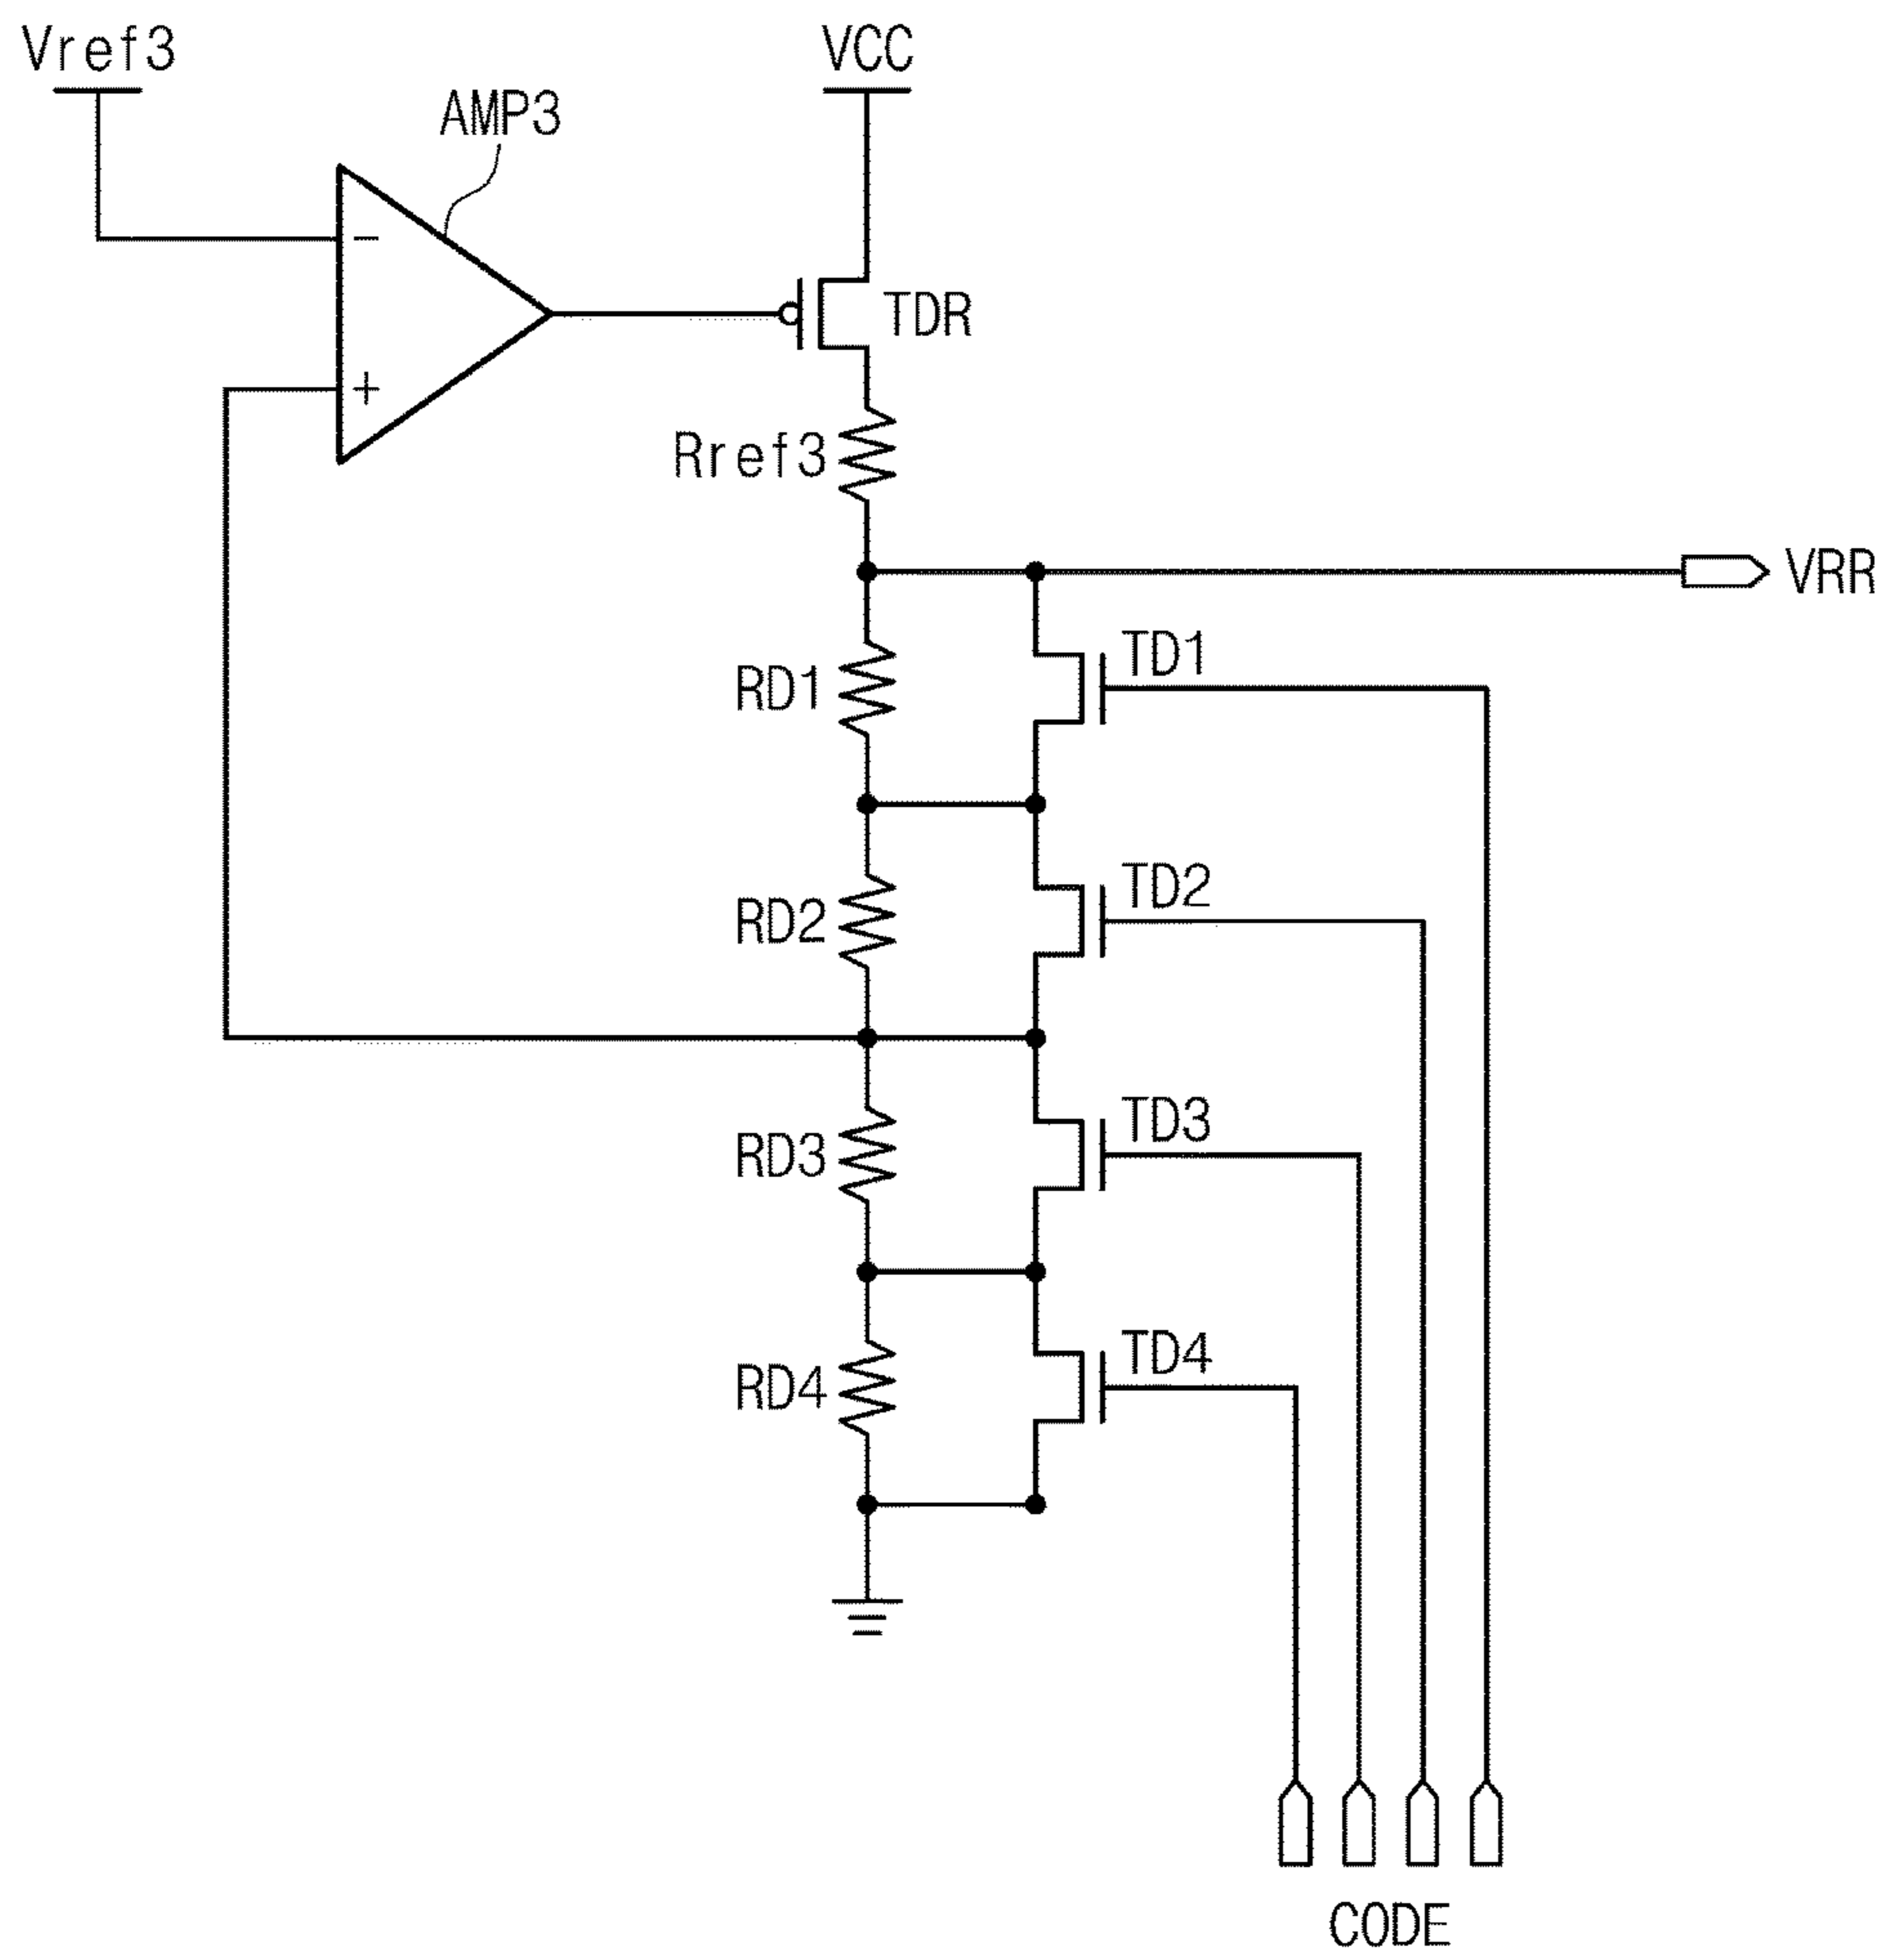 Vref3
VCC
AMP3
-
+
TDR
Rref3
VRR
TD1
RD1
TD2
RD2
TD3
RD3
TD4
RD4
CODE